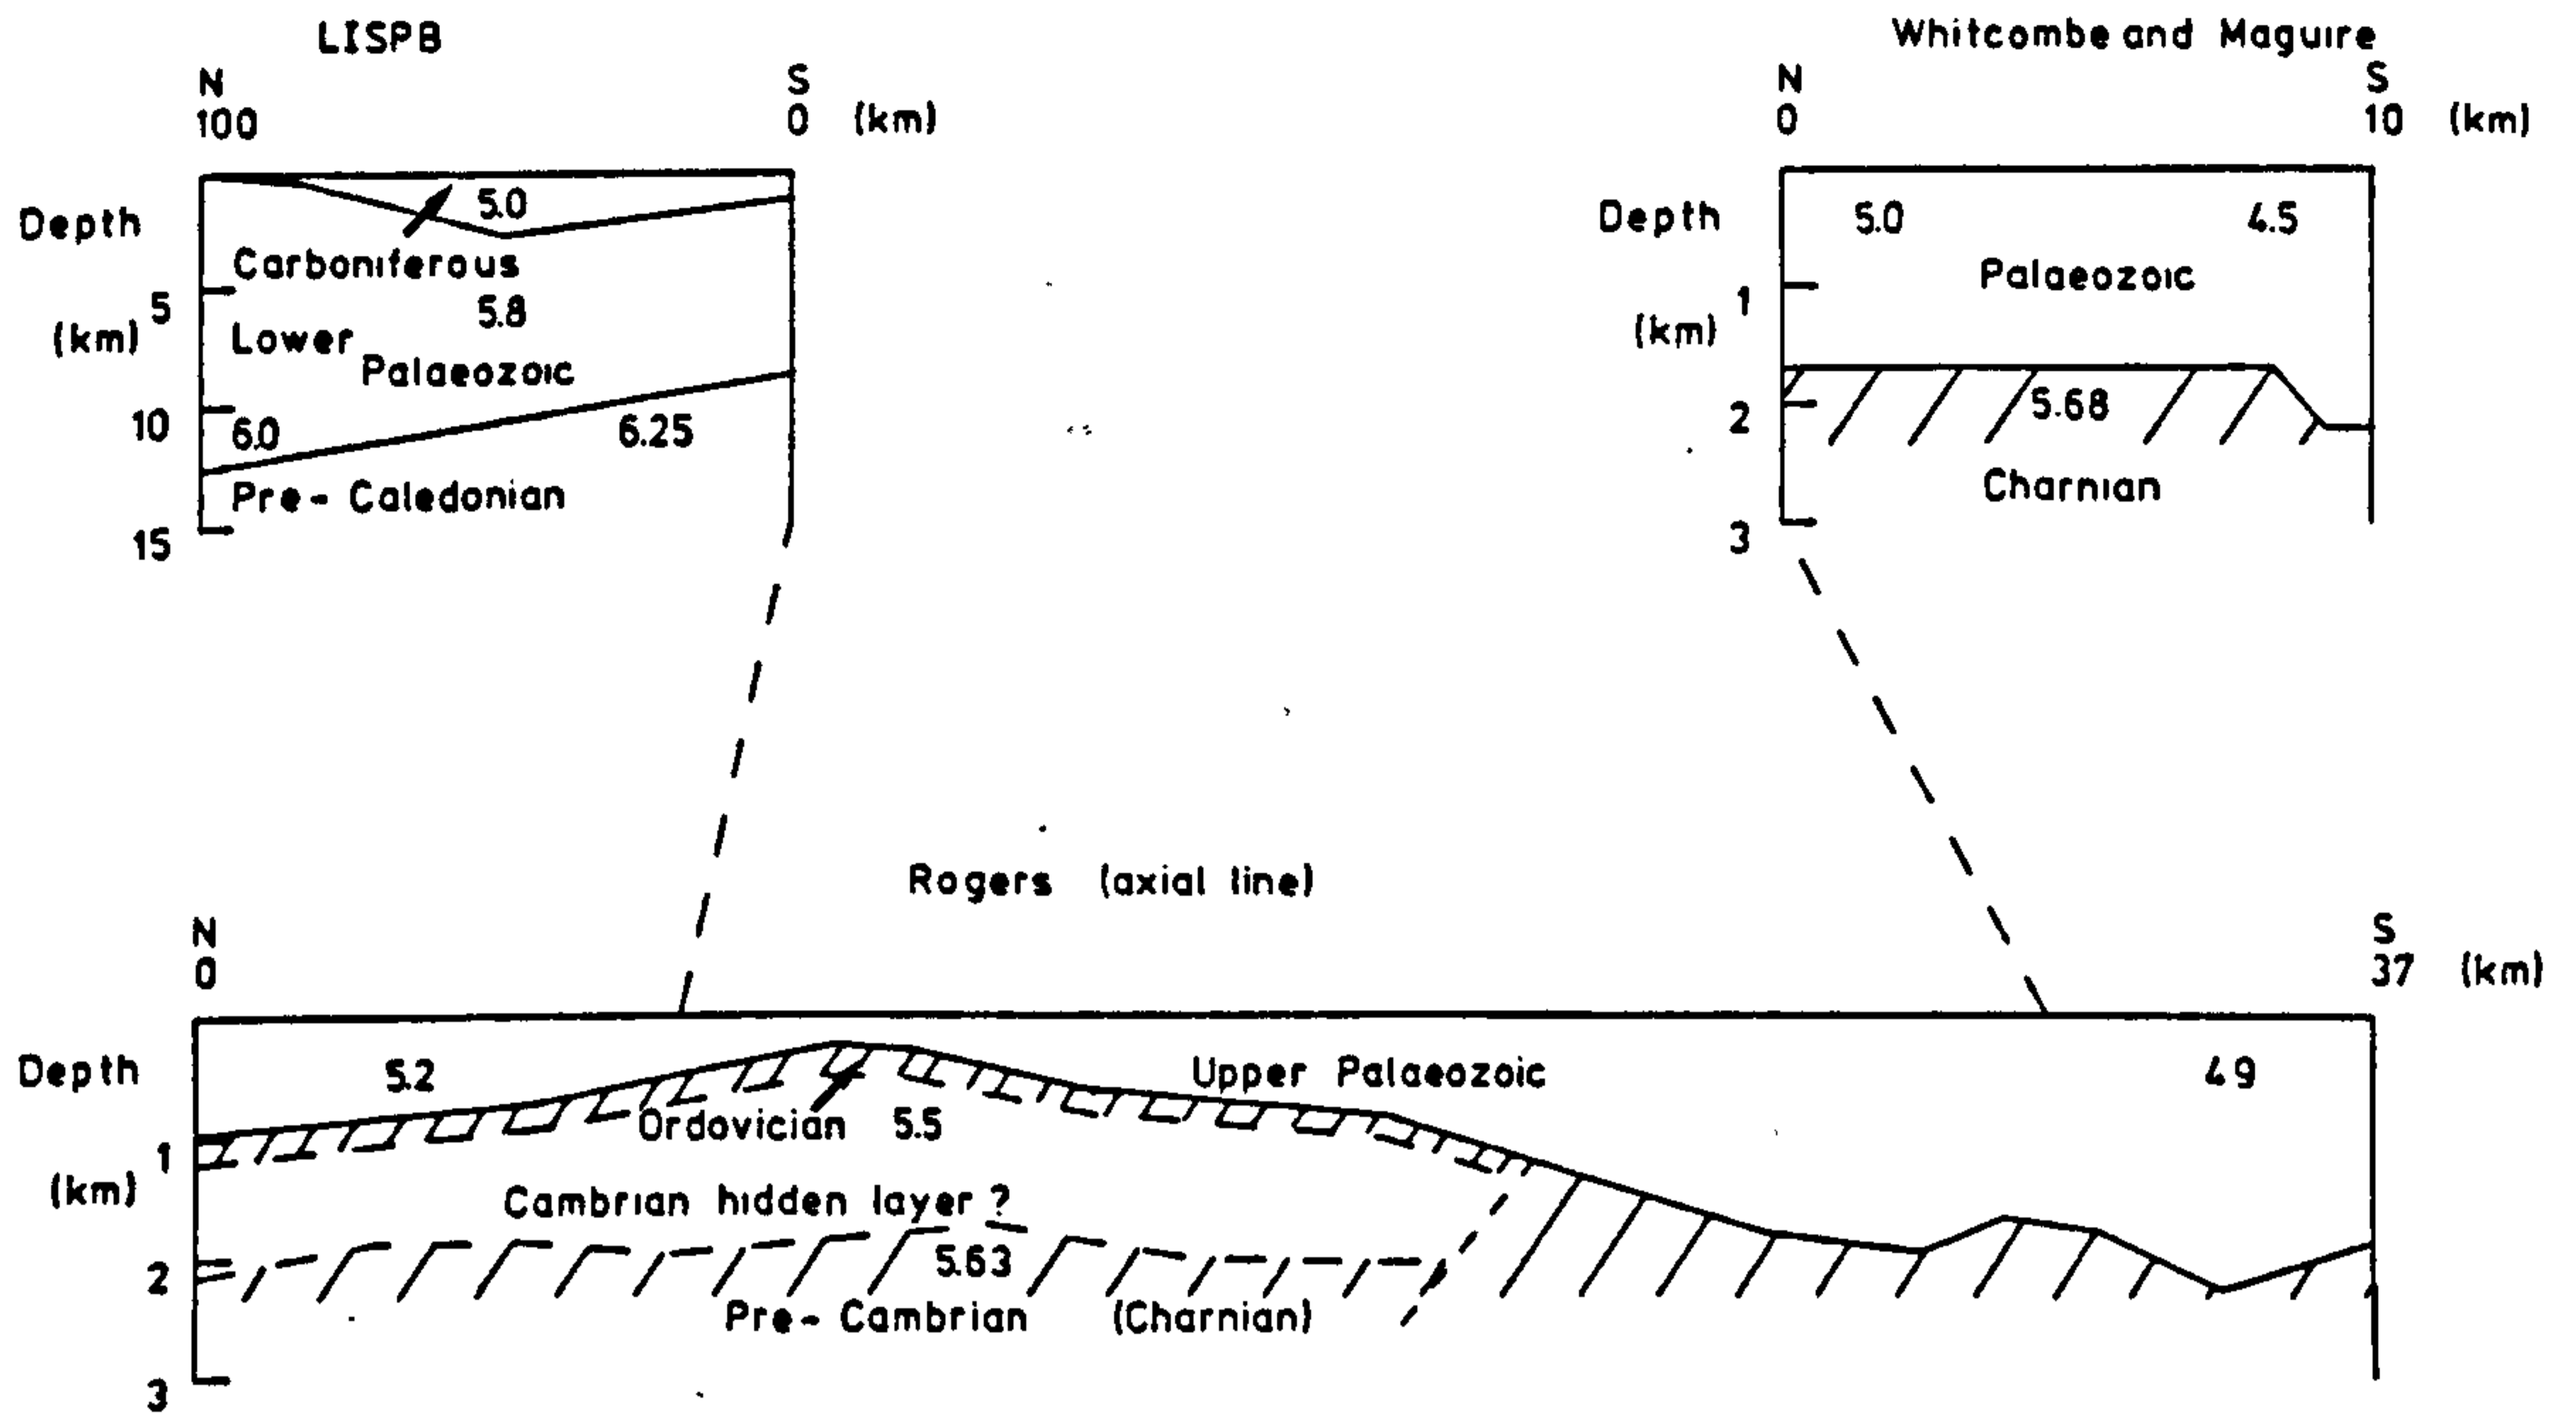 LISPB
N
100
S
0 (km)
Depth
(km)
5
10
15
5.0
Carboniferous
5.8
Lower
Palaeozoic
6.0
6.25
Pre-Caledonian
Whitcombe and Maguire
N
0
S
10 (km)
Depth
(km)
1
2
3
5.0
4.5
Palaeozoic
5.68
Charnian
Rogers (axial line)
N
0
S
37 (km)
Depth
(km)
1
2
3
5.2
Upper Palaeozoic
4.9
Ordovician 5.5
Cambrian hidden layer ?
5.63
Pre-Cambrian (Charnian)